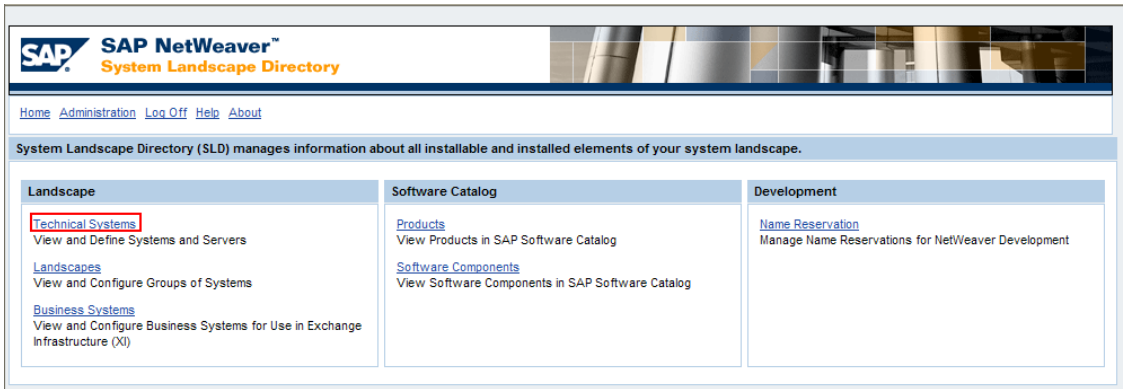 SAP
SAP NetWeaver™
System Landscape Directory
Home Administration Log Off Help About
System Landscape Directory (SLD) manages information about all installable and installed elements of your system landscape.
Landscape
Technical Systems
View and Define Systems and Servers
Landscapes
View and Configure Groups of Systems
Business Systems
View and Configure Business Systems for Use in Exchange
Infrastructure (XI)
Software Catalog
Products
View Products in SAP Software Catalog
Software Components
View Software Components in SAP Software Catalog
Development
Name Reservation
Manage Name Reservations for NetWeaver Development